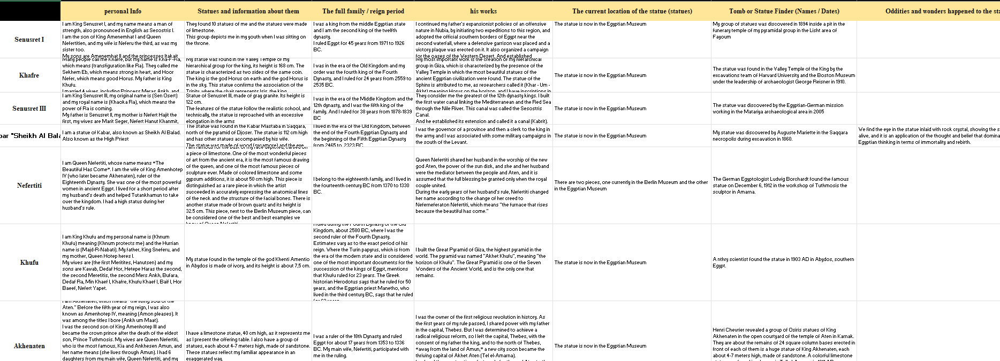 personal Info
Statues and information about them
The full family / reign period
his works
The current location of the statue (statues)
Tomb or Statue Finder (Names / Dates)
Oddities and wonders happened to the sta
Senusret I
I am King Senusret I, and my name means a man of
strength, also pronounced in English as Sesostris I.
I am the son of King Amenemhat I and Queen
Nefertitien, and my wife is Neferu the third, as was my
sister too.
My sons are Amenemhat II and the princesses Itakait
They found 10 statues of me and the statues were made
of limestone.
This group depicts me in my youth when I was sitting on
the throne.
I was a king from the middle Egyptian state
and I am the second king of the twelfth
dynasty.
I ruled Egypt for 45 years from 1971 to 1926
BC.
I continued my father's expansionist policies of an offensive
nature in Nubia, by initiating two expeditions to this region, and
adopted the official southern borders of Egypt near the
second waterfall, where a defensive garrison was placed and a
victory plaque was erected on it. It also organized a campaign
for the oases of the Western Desert. And established
The statue is now in the Egyptian Museum
My group of statues was discovered in 1894 inside a pit in the
funerary temple of my pyramidal group in the Lisht area of
Fayoum
Khafre
Many people call me Khafre, but my name is Kha-F-Ra,
which means (transfiguration like Ra). They called me
Sekhem Eb, which means strong in heart, and Hoor
Nefer, which means good Horus. My father is King
Khufu.
I married 4 wives, including Princess Meras Ankh, and
My statue was found in the Valley Temple of my
hierarchical group for the king, its height is 168 cm. The
statue is characterized as two sides of the same coin.
The king is the god Horus on earth and the god Horus is
in the sky. This statue confirms the association of the
Trinity, where the chair represents Isis, the king
I was in the era of the Old Kingdom and my
order was the fourth king of the Fourth
Dynasty, and I ruled for 24 years from 2559 to
2535 BC.
My most important work is the creation of my hierarchical
group in Giza, which is characterized by the presence of the
Valley Temple in which the most beautiful statues of the
ancient Egyptian civilization were found. The statue of the
Sphinx is attributed to me, as researchers called it (Khar - Um -
Akht) meaning Horus on the horizon, and I have inscriptions in
The statue is now in the Egyptian Museum
The statue was found in the Valley Temple of the King by the
excavations team of Harvard University and the Boston Museum
under the leadership of archaeologist George Reisner in 1910.
Senusret III
I am King Senusret III, my original name is (Sen Osert)
and my royal name is (Khaoka Ra), which means the
power of Ra is coming.
My father is Senusret II, my mother is Nefert Hajit the
first, my wives are Marit Seger, Nefert Hanut Khanmit,
Statue of Senusret III, made of gray granite. Its height is
122 cm.
The features of the statue follow the realistic school, and
technically, the statue is reproached with an excessive
elongation in the arms
I was in the era of the Middle Kingdom and the
12th dynasty, and I was the fifth king of the
family. And I ruled for 38 years from 1878-1839
BC
They consider me the greatest of the 12th dynasty kings. I built
the first water canal linking the Mediterranean and the Red Sea
through the Nile River. This canal was called the Sesostris
Canal.
And he established its extension and called it a canal (Kabrit).
The statue is now in the Egyptian Museum
The statue was discovered by the Egyptian-German mission
working in the Matariya archaeological area in 2005
bar "Sheikh Al Bala
I am a statue of Kabar, also known as Sheikh Al Balad.
Also known as the High Priest
The statue was found in the Kabar Mastaba in Saqqara,
north of the pyramid of Djoser. The statue is 112 cm high
and has other statues accompanied by his wife.
The statue was made of wood (sycamore) and the eye
I lived in the era of the Old Kingdom, between
the end of the Fourth Egyptian Dynasty and
the beginning of the Fifth Egyptian Dynasty
from 2465 to 2323 BC
I was the governor of a province and then a clerk to the king in
the army and I was associated with some military campaigns in
the south of the Levant.
The statue is now in the Egyptian Museum
My statue was discovered by Auguste Mariette in the Saqqara
necropolis during excavation in 1860.
We find the eye in the statue inlaid with rock crystal, showing the s
alive, and it is an application of the thought and belief that domina
Egyptian thinking in terms of immortality and rebirth.
Nefertiti
I am Queen Nefertiti, whose name means “The
Beautiful Has Come”. I am the wife of King Amenhotep
IV (who later became Akhenaten), ruler of the
Eighteenth Dynasty. She was one of the most powerful
women in ancient Egypt. I lived for a short period after
my husband's death and helped Tutankhamun to take
over the kingdom. I had a high status during her
husband's rule.
I am famous for the bust of my face depicted, carved on
a piece of limestone. One of the most wonderful pieces
of art from the ancient era, it is the most famous drawing
of the queen, and one of the most famous pieces of
sculpture ever. Made of colored limestone and some
gypsum additions, it is about 50 cm high. This piece is
distinguished as a rare piece in which the artist
succeeded in accurately expressing the anatomical lines
of the neck and the structure of the facial bones. There is
another statue made of brown quartz and its height is
32.5 cm. This piece, next to the Berlin Museum piece, can
be considered one of the best and best examples we
know of Queen Nefertiti
I belong to the eighteenth family, and I lived in
the fourteenth century BC from 1370 to 1330
BC.
Queen Nefertiti shared her husband in the worship of the new
god Aten, the power of the sun disk, and she and her husband
were the mediator between the people and Aten, and it is
assumed that the full blessing be granted only when the royal
couple united.
During the early years of her husband's rule, Nefertiti changed
her name according to the change of her creed to
Neferneferaton Nefertiti, which means "the furnace that rises
because the beautiful has come."
There are two pieces, one currently in the Berlin Museum and the other
in the Egyptian Museum
The German Egyptologist Ludwig Borchardt found the famous
statue on December 6, 1912 in the workshop of Tuthmosis the
sculptor in Amarna.
Khufu
I am King Khufu and my personal name is (Khnum
Khufu) meaning (Khnum protects me) and the Hurrian
name is (Majd-R-Nabati). My father, King Sneferu, and
my mother, Queen Hotep heres I.
My wives are (the first Meritites, Hanutsen) and my
sons are Kawab, Dedaf Hor, Hetepe Haras the second,
the second Meretitis, the second Mers Ankh, Bufara,
Dedaf Ra, Min Khaef I, Khafre, Khufu Khaef I, Baif I, Hor
Baeef, Nefert Yapet.
My statue found in the temple of the god Khenti Amentio
in Abydos is made of ivory, and its height is about 7,5 cm.
I ruled during the Fourth Dynasty of the Old
Kingdom, about 2580 BC, where I was the
second ruler of the Fourth Dynasty.
Estimates vary as to the exact period of his
reign. Where the Turin papyrus, which is from
the era of the modern state and is considered
one of the most important documents for the
succession of the kings of Egypt, mentions
that Khufu ruled for 23 years. The Greek
historian Herodotus says that he ruled for 50
years, and the Egyptian priest Manetho, who
lived in the third century BC, says that he ruled
for 63 years
I built the Great Pyramid of Giza, the highest pyramid in the
world. The pyramid was named "Akhet Khufu", meaning "the
horizon of Khufu". The Great Pyramid is one of the Seven
Wonders of the Ancient World, and is the only one that
remains.
The statue is now in the Egyptian Museum
A nthry scientist found the statue in 1903 AD in Abydos, southern
Egypt.
Akhenaten
I am Akhenaten, which means "the living soul of the
Aten." Before the fifth year of my reign, I was also
known as Amenhotep IV, meaning (Amon pleases). It
was among the titles I bore (Ankh um Maat).
I was the second son of King Amenhotep III and
became the crown prince after the death of the eldest
son, Prince Tuthmosis. My wives are Queen Nefertiti,
who is the most famous, Kia and Ankhesen Amun, and
her name means (she lives through Amun). I had 6
daughters from my main wife, Queen Nefertiti, and my
I have a limestone statue, 40 cm high, as it represents me
as I present the offering table. I also have a group of
statues, each about 4-7 meters high, made of sandstone.
These statues reflect my familiar appearance in an
exaggerated way.
I was a ruler of the 18th Dynasty and ruled
Egypt for about 17 years from 1353 to 1336
BC. My main wife, Nefertiti, participated with
me in the ruling.
I was the owner of the first religious revolution in history. As
the first years of my rule passed, I shared power with my father
in the capital, Thebes. But I was determined to achieve a
radical religious reform, so I left the capital, Thebes, with the
consent of my father the king, and to the north of Thebes,
“away from the land of Amun,” a new city soon became the
thriving capital of Akhet Aten (Tel el-Amarna).
The statue is now in the Egyptian Museum
Henri Chevrier revealed a group of Osiris statues of King
Akhenaten in the open courtyard of the temple of Aten in Karnak.
They are about the remains of 24 square column bases erected in
front of each of them is a huge statue of King Akhenaten, each
about 4-7 meters high, made of sandstone. A colorful limestone